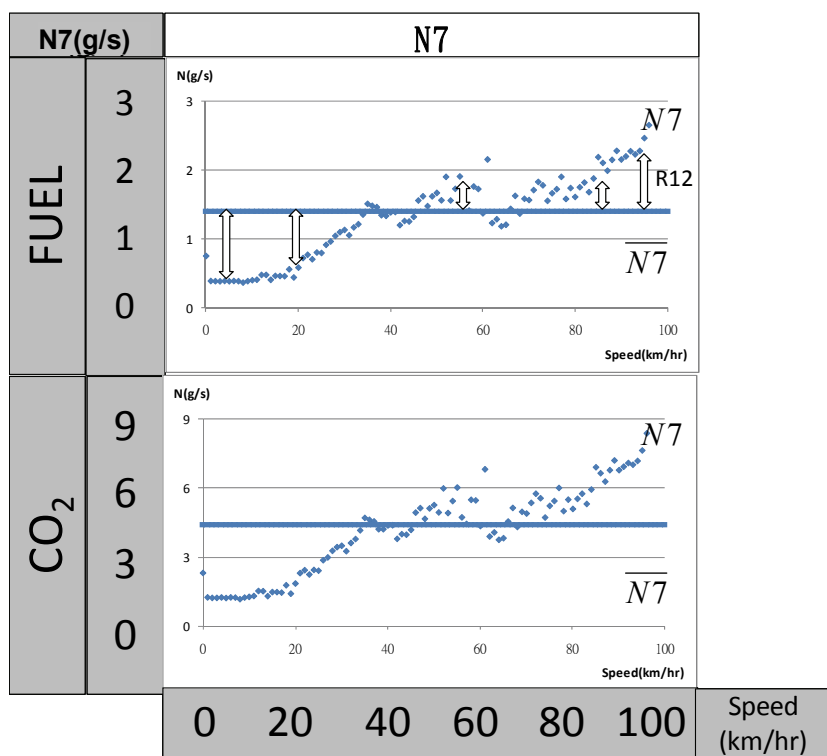 N7(g/s)
N7
FUEL
3
2
1
0
N(g/s)
3
2
1
0
0 20 40 60 80 100
Speed(km/hr)
N7
R12
N7
CO2
9
6
3
0
N(g/s)
9
6
3
0
0 20 40 60 80 100
Speed(km/hr)
N7
N7
0 20 40 60 80 100
Speed
(km/hr)